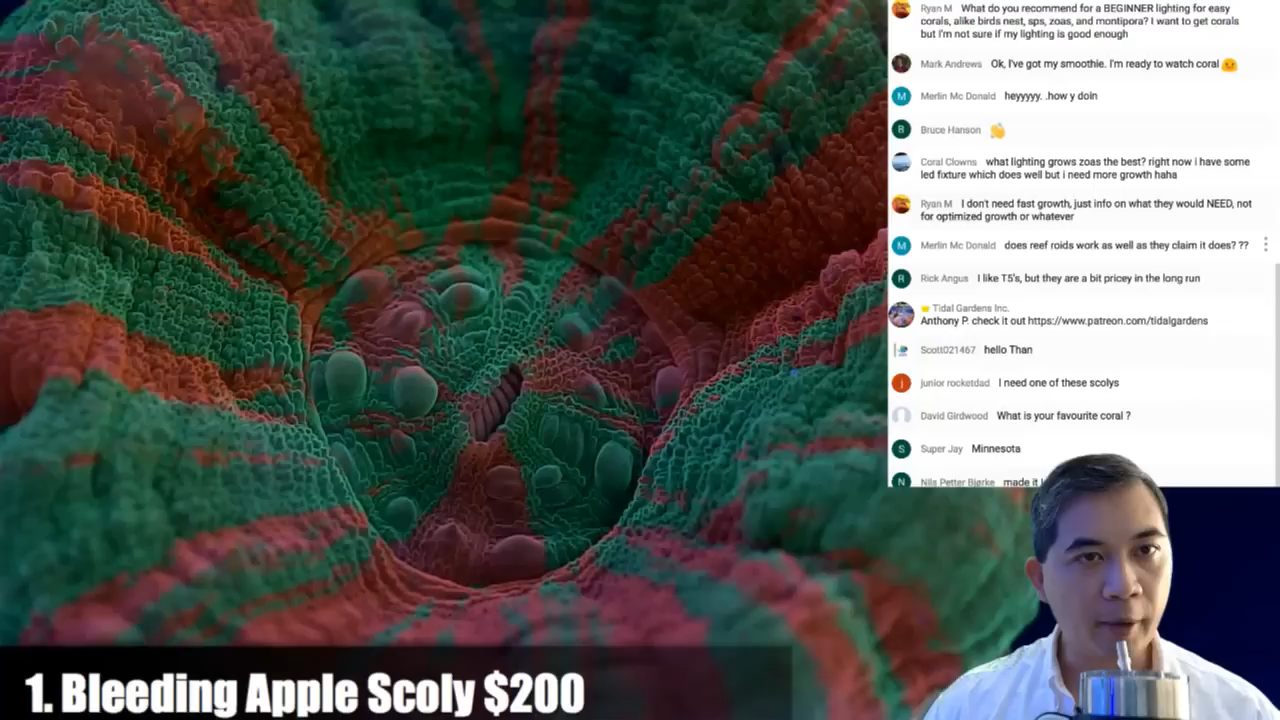 Ryan M What do you recommend for a BEGINNER lighting for easy
corals, alike birds nest, sps, zoas, and montipora? I want to get corals
but i'm not sure if my lighting is good enough
Mark Andrews Ok, I've got my smoothie. I'm ready to watch coral
M Merlin Mc Donald heyyyyy. .how y doin
B Bruce Hanson
Coral Clowns what lighting grows zoas the best? right now i have some
led fixture which does well but i need more growth haha
Ryan M I don't need fast growth, just info on what they would NEED, not
for optimized growth or whatever
M Merlin Mc Donald does reef roids work as well as they claim it does? ??
R Rick Angus I like T5's, but they are a bit pricey in the long run
Tidal Gardens Inc.
Anthony P. check it out https://www.patreon.com/tidalgardens
Scott021467 hello Than
j junior rocketdad I need one of these scolys
David Girdwood What is your favourite coral ?
S Super Jay Minnesota
N Nils Petter Bjørke made it
1. Bleeding Apple Scoly $200